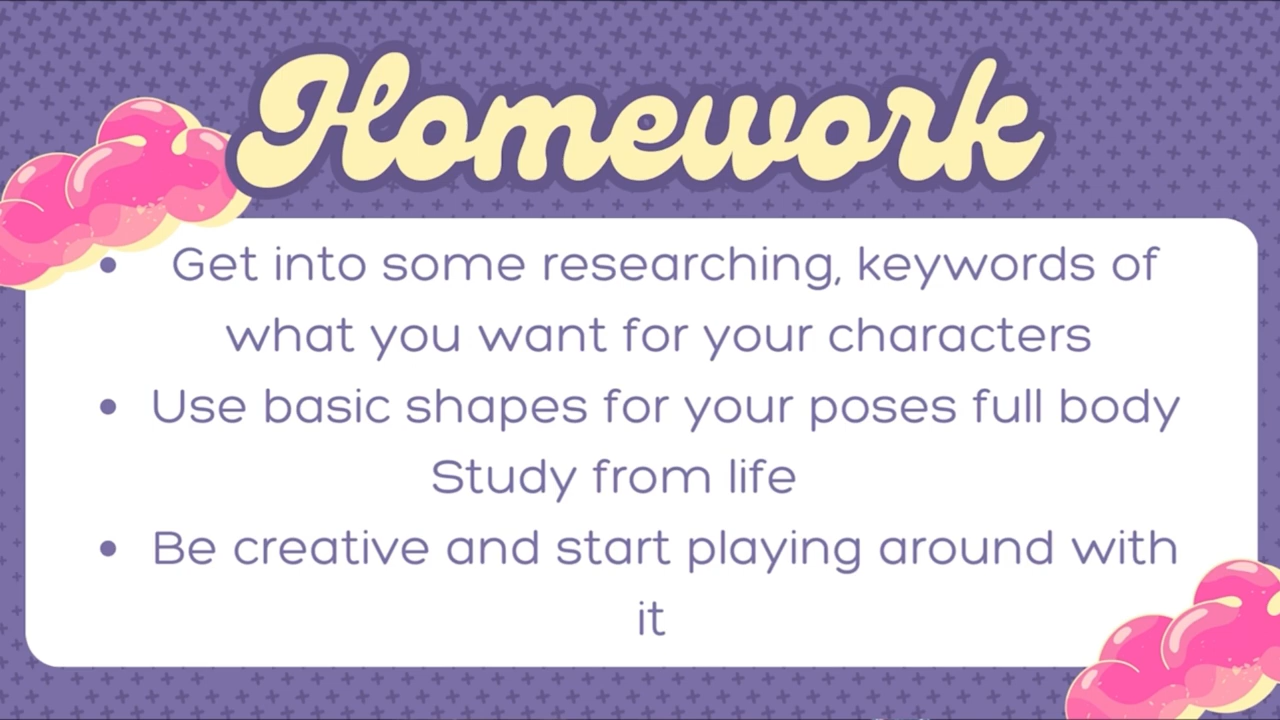 Homework
• Get into some researching, keywords of
what you want for your characters
• Use basic shapes for your poses full body
Study from life
• Be creative and start playing around with
it